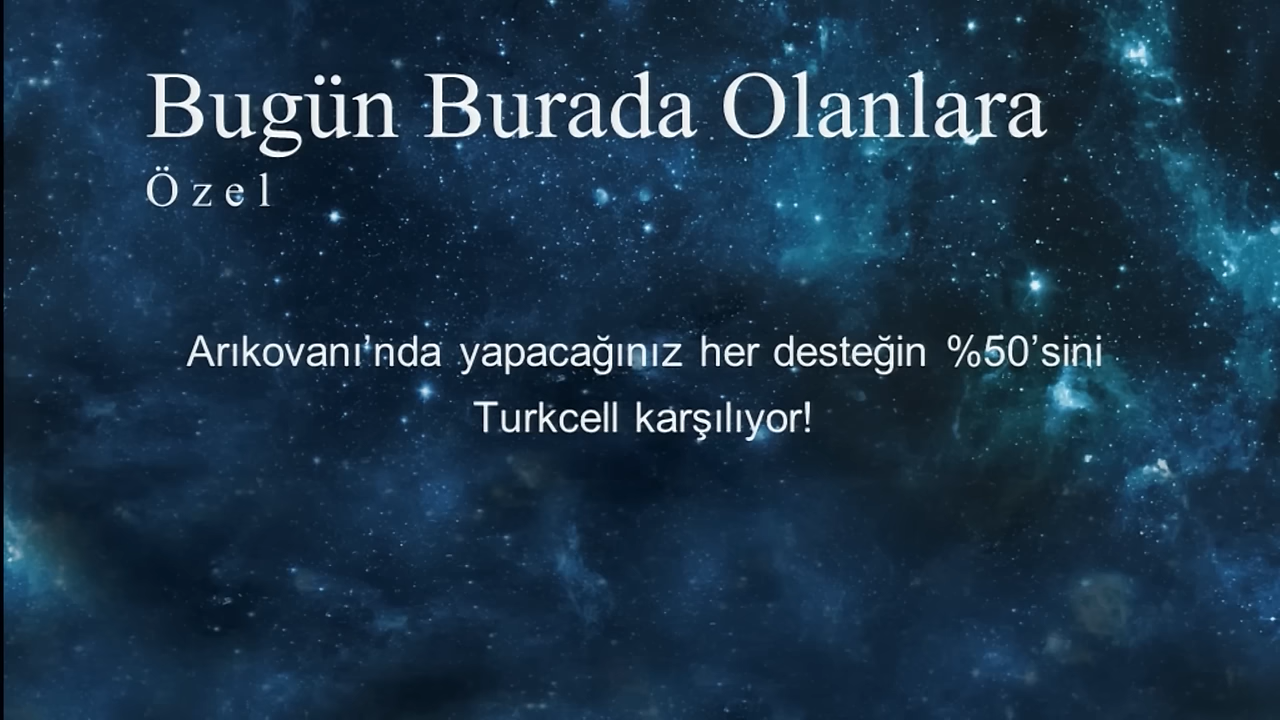 Bugün Burada Olanlara
Özel
Arıkovanı’nda yapacağınız her desteğin %50’sini
Turkcell karşılıyor!